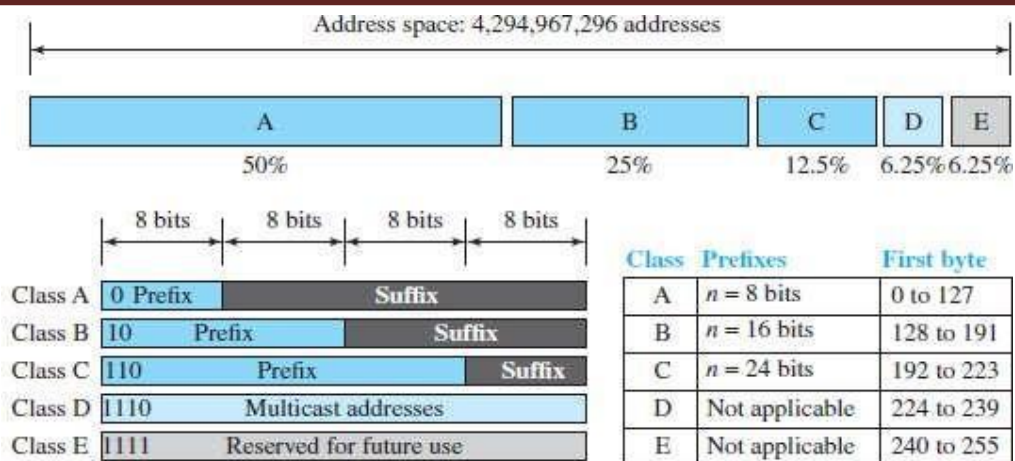 Address space: 4,294,967,296 addresses
A B C D E
50% 25% 12.5% 6.25% 6.25%
8 bits 8 bits 8 bits 8 bits
Class A 0 Prefix Suffix
Class B 10 Prefix Suffix
Class C 110 Prefix Suffix
Class D 1110 Multicast addresses
Class E 1111 Reserved for future use
Class Prefixes First byte
A n = 8 bits 0 to 127
B n = 16 bits 128 to 191
C n = 24 bits 192 to 223
D Not applicable 224 to 239
E Not applicable 240 to 255